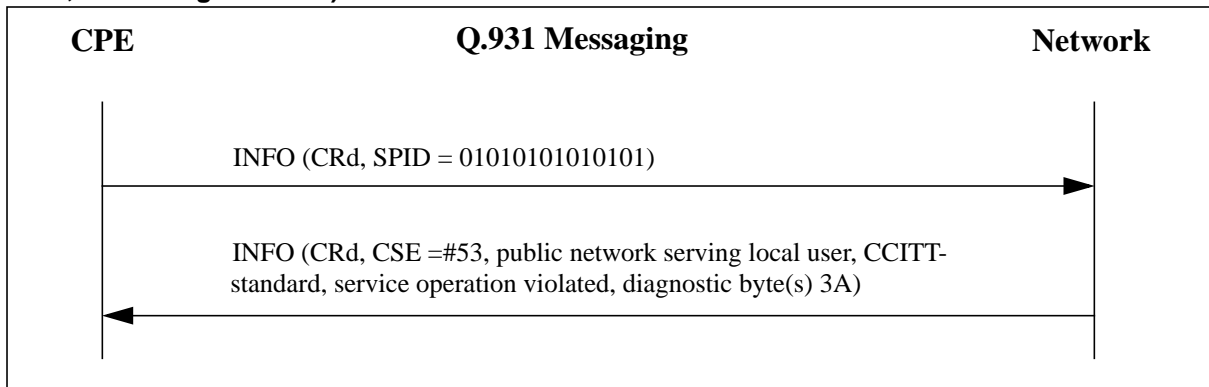 CPE Q.931 Messaging Network
INFO (CRd, SPID = 01010101010101)
INFO (CRd, CSE =#53, public network serving local user, CCITT-
standard, service operation violated, diagnostic byte(s) 3A)